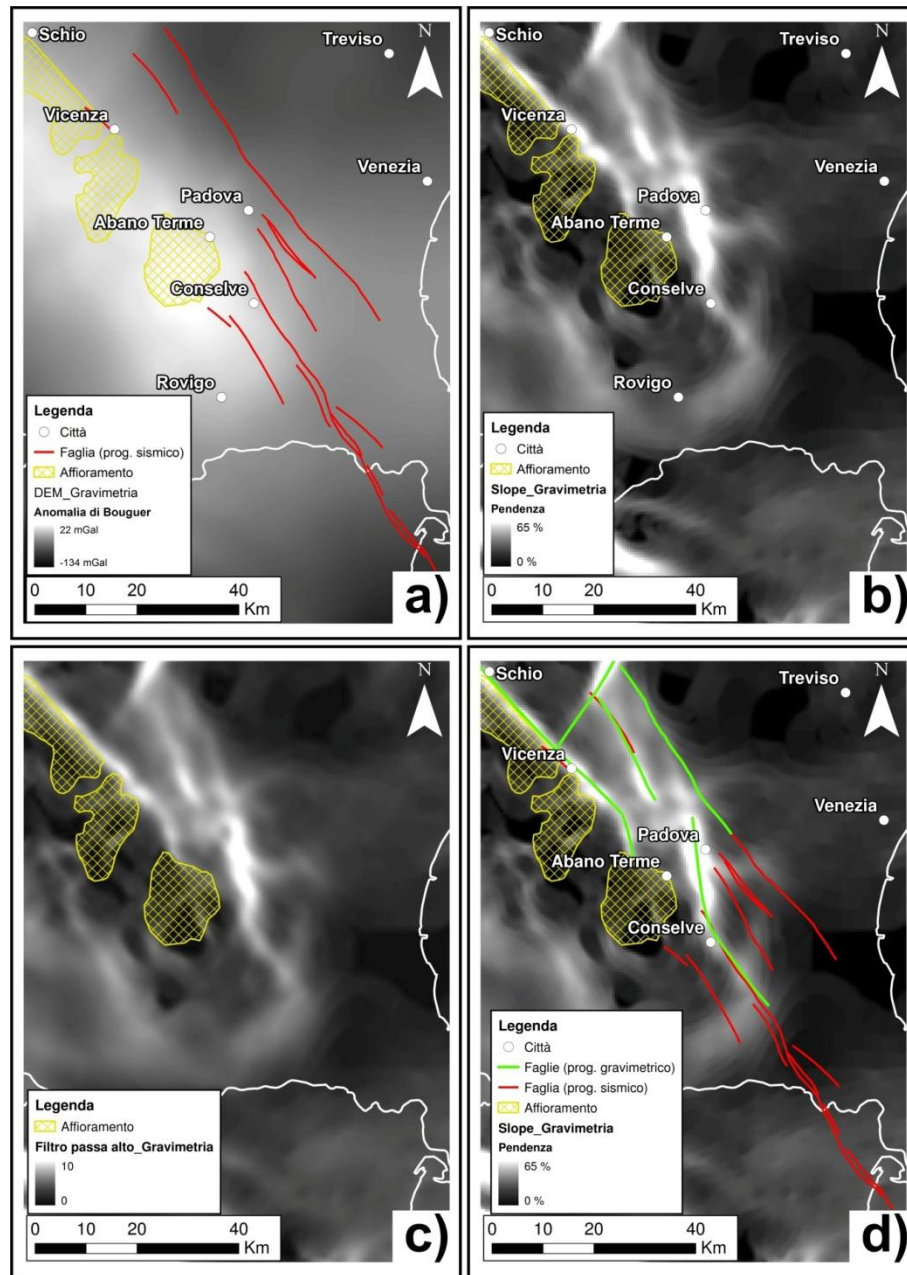 N
Schio
Treviso
Vicenza
Venezia
Padova
Abano Terme
Conselve
Rovigo
Legenda
Città
Faglia (prog. sismico)
Affioramento
DEM_Gravimetria
Anomalia di Bouguer
22 mGal
-134 mGal
0 10 20 40
Km
a)
N
Schio
Treviso
Vicenza
Venezia
Padova
Abano Terme
Conselve
Rovigo
Legenda
Città
Affioramento
Slope_Gravimetria
Pendenza
65 %
0 %
0 10 20 40
Km
b)
N
Legenda
Affioramento
Filtro passa alto_Gravimetria
10
0
0 10 20 40
Km
c)
N
Schio
Treviso
Vicenza
Venezia
Padova
Abano Terme
Conselve
Legenda
Città
Faglie (prog. gravimetrico)
Faglia (prog. sismico)
Affioramento
Slope_Gravimetria
Pendenza
65 %
0 %
0 10 20 40
Km
d)